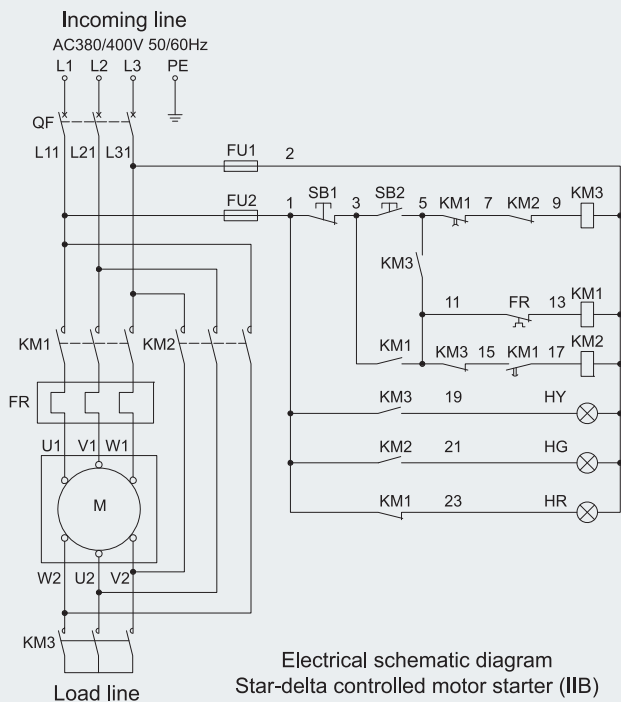 Incoming line
AC380/400V 50/60Hz
L1 L2 L3 PE
QF
L11 L21 L31
FU1 2
FU2 1 SB1 3 SB2 5 KM1 7 KM2 9 KM3
KM3
11 FR 13 KM1
KM1 KM2
KM1 KM3 15 KM1 17 KM2
FR
KM3 19 HY
U1 V1 W1
KM2 21 HG
M
KM1 23 HR
W2 U2 V2
KM3
Load line
Electrical schematic diagram
Star-delta controlled motor starter (IIB)